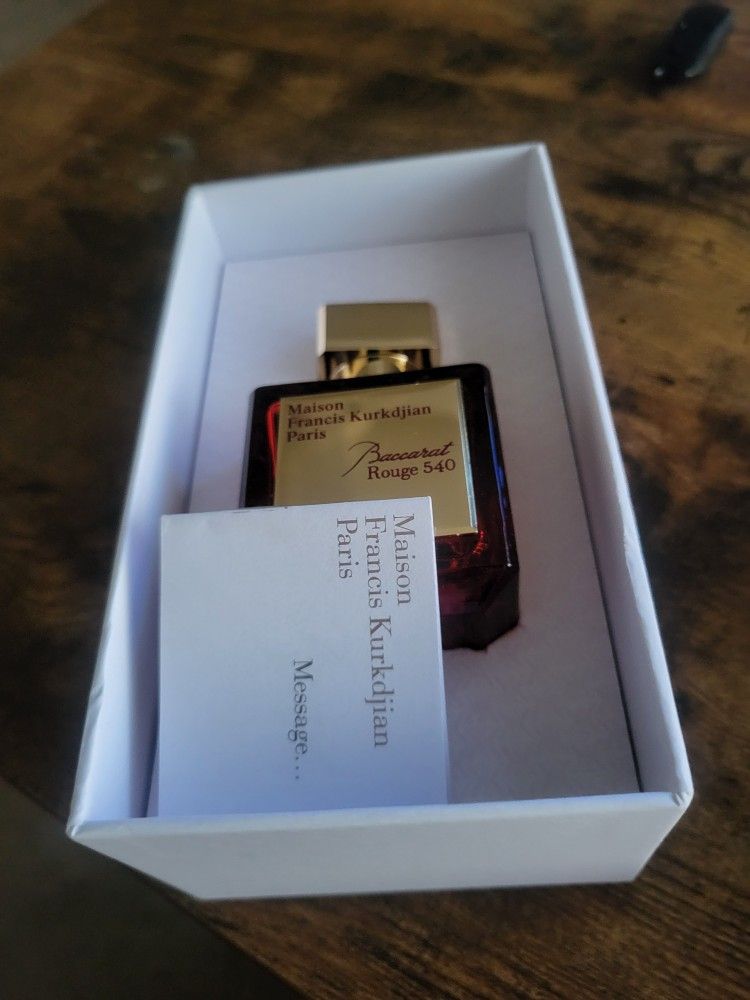 Maison
Francis Kurkdjian
Paris
Baccarat
Rouge 540
Maison
Francis Kurkdjian
Paris
Message...